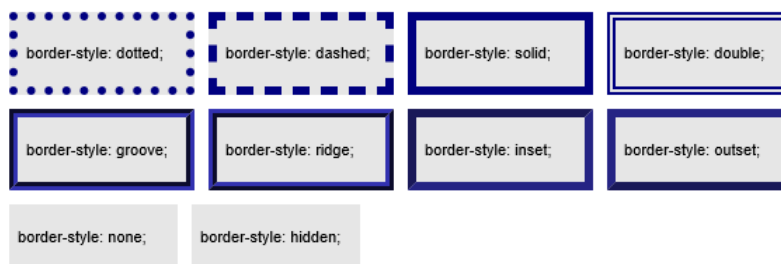 border-style: dotted;
border-style: dashed;
border-style: solid;
border-style: double;
border-style: groove;
border-style: ridge;
border-style: inset;
border-style: outset;
border-style: none;
border-style: hidden;